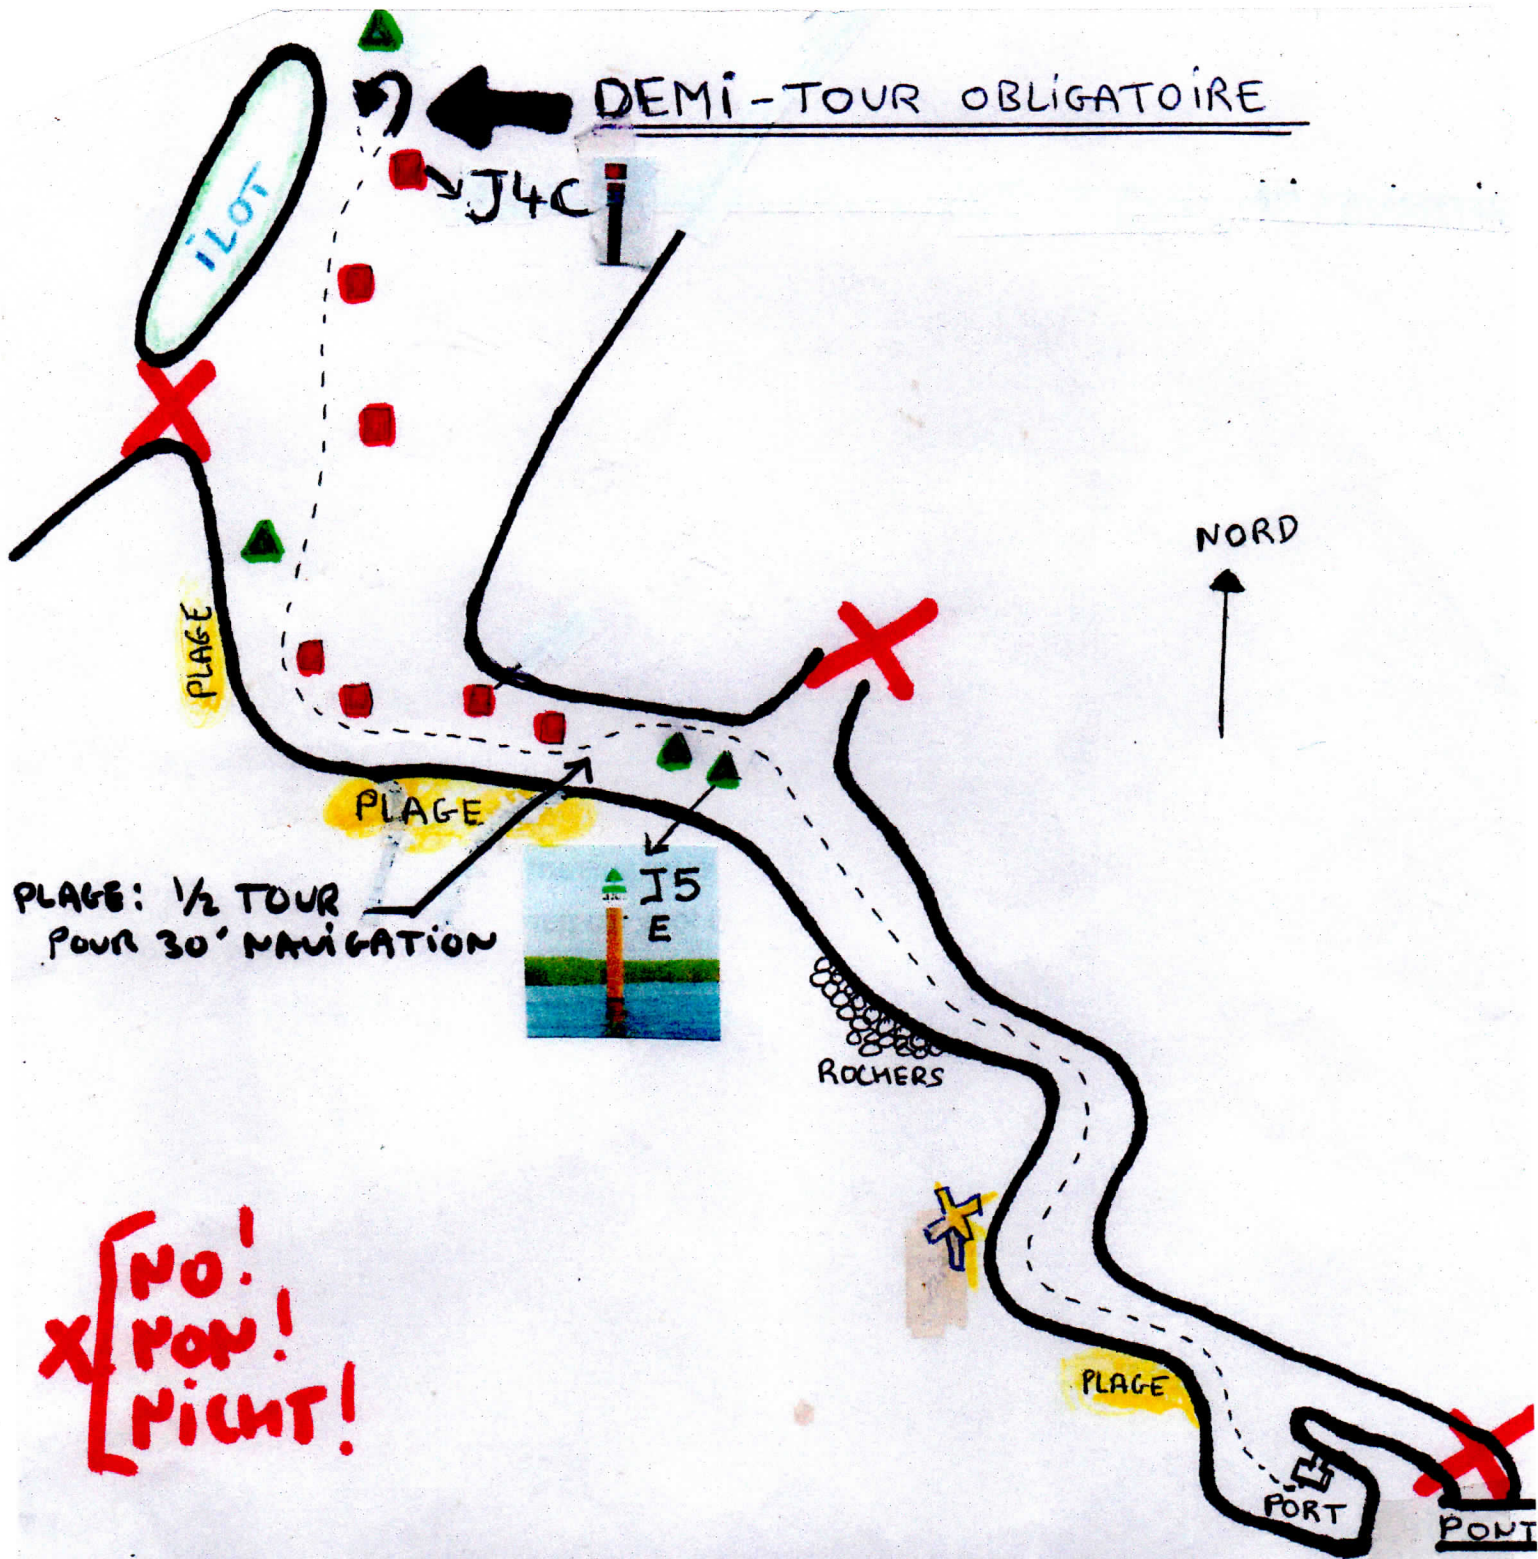 DEMI-TOUR OBLIGATOIRE
J4C
iLOT
NORD
PLAGE
PLAGE
PLAGE: 1/2 TOUR
POUR 30' NAVIGATION
J5
E
ROCHERS
NO!
X NON!
NICHT!
PLAGE
PORT
PONT